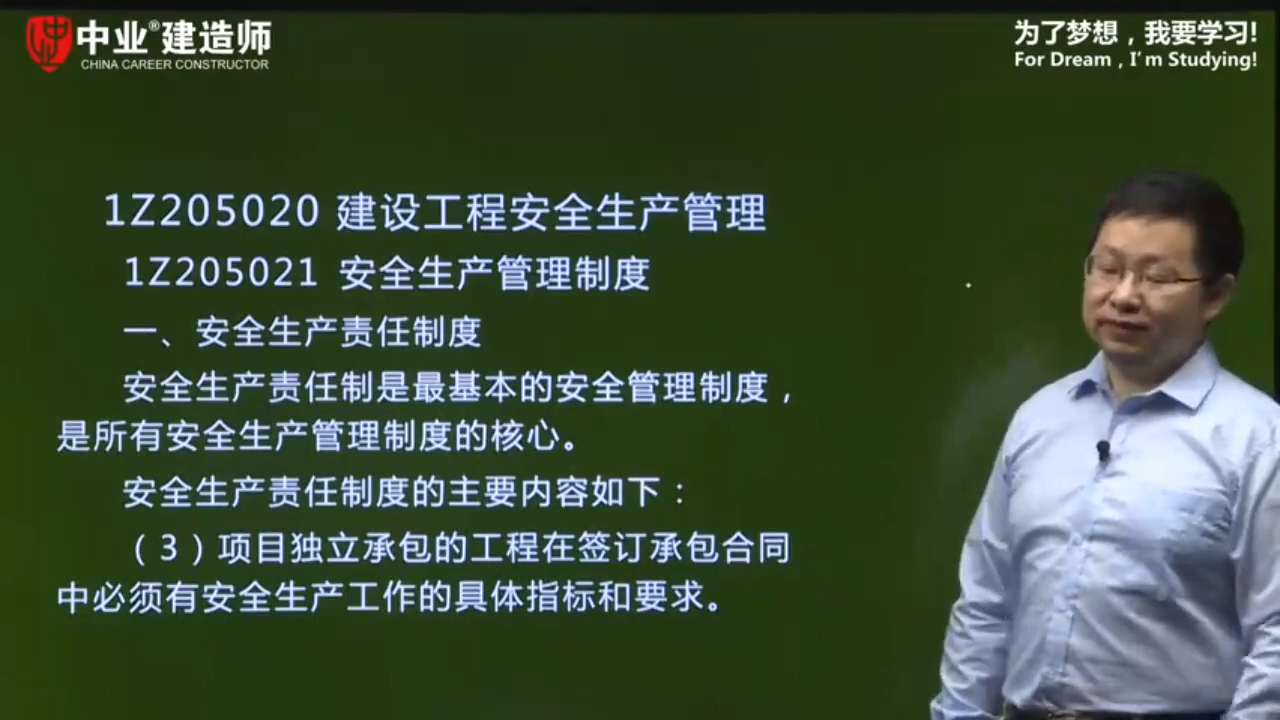 中业®建造师
CHINA CAREER CONSTRUCTOR
为了梦想，我要学习!
For Dream , I'm Studying!
1Z205020 建设工程安全生产管理
1Z205021 安全生产管理制度
一、安全生产责任制度
安全生产责任制是最基本的安全管理制度，
是所有安全生产管理制度的核心。
安全生产责任制度的主要内容如下：
（3）项目独立承包的工程在签订承包合同
中必须有安全生产工作的具体指标和要求。